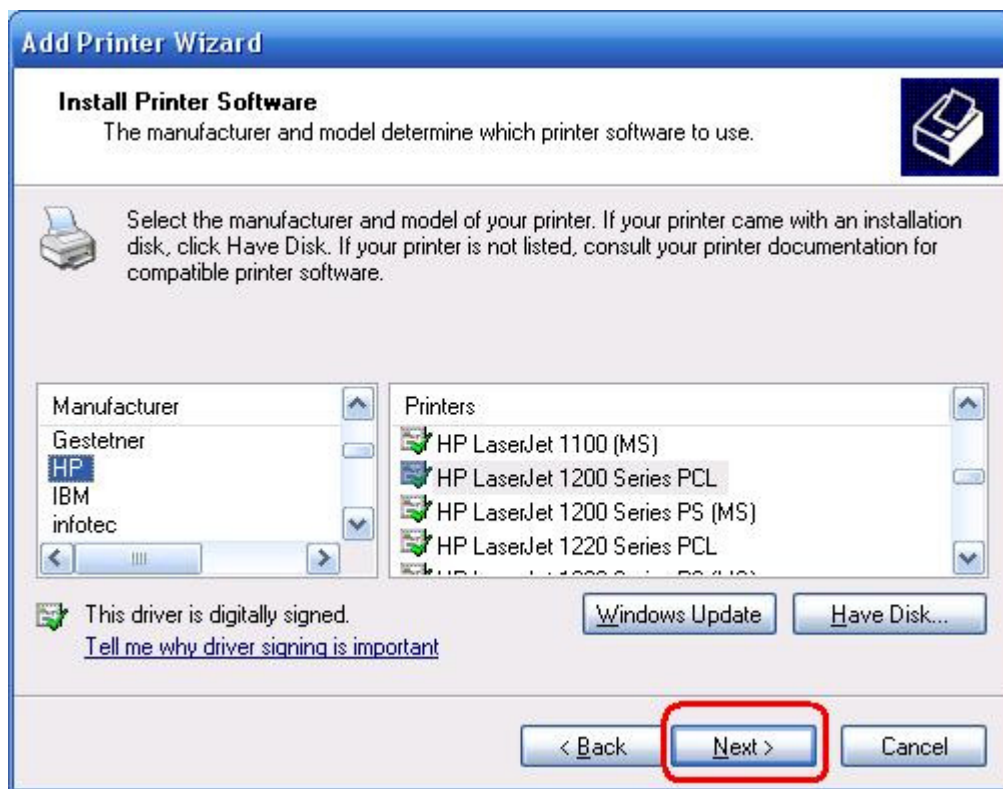 Add Printer Wizard
Install Printer Software
The manufacturer and model determine which printer software to use.
Select the manufacturer and model of your printer. If your printer came with an installation
disk, click Have Disk. If your printer is not listed, consult your printer documentation for
compatible printer software.
Manufacturer
Gestetner
HP
IBM
infotec
Printers
HP LaserJet 1100 (MS)
HP LaserJet 1200 Series PCL
HP LaserJet 1200 Series PS (MS)
HP LaserJet 1220 Series PCL
This driver is digitally signed.
Tell me why driver signing is important
Windows Update
Have Disk...
< Back
Next >
Cancel